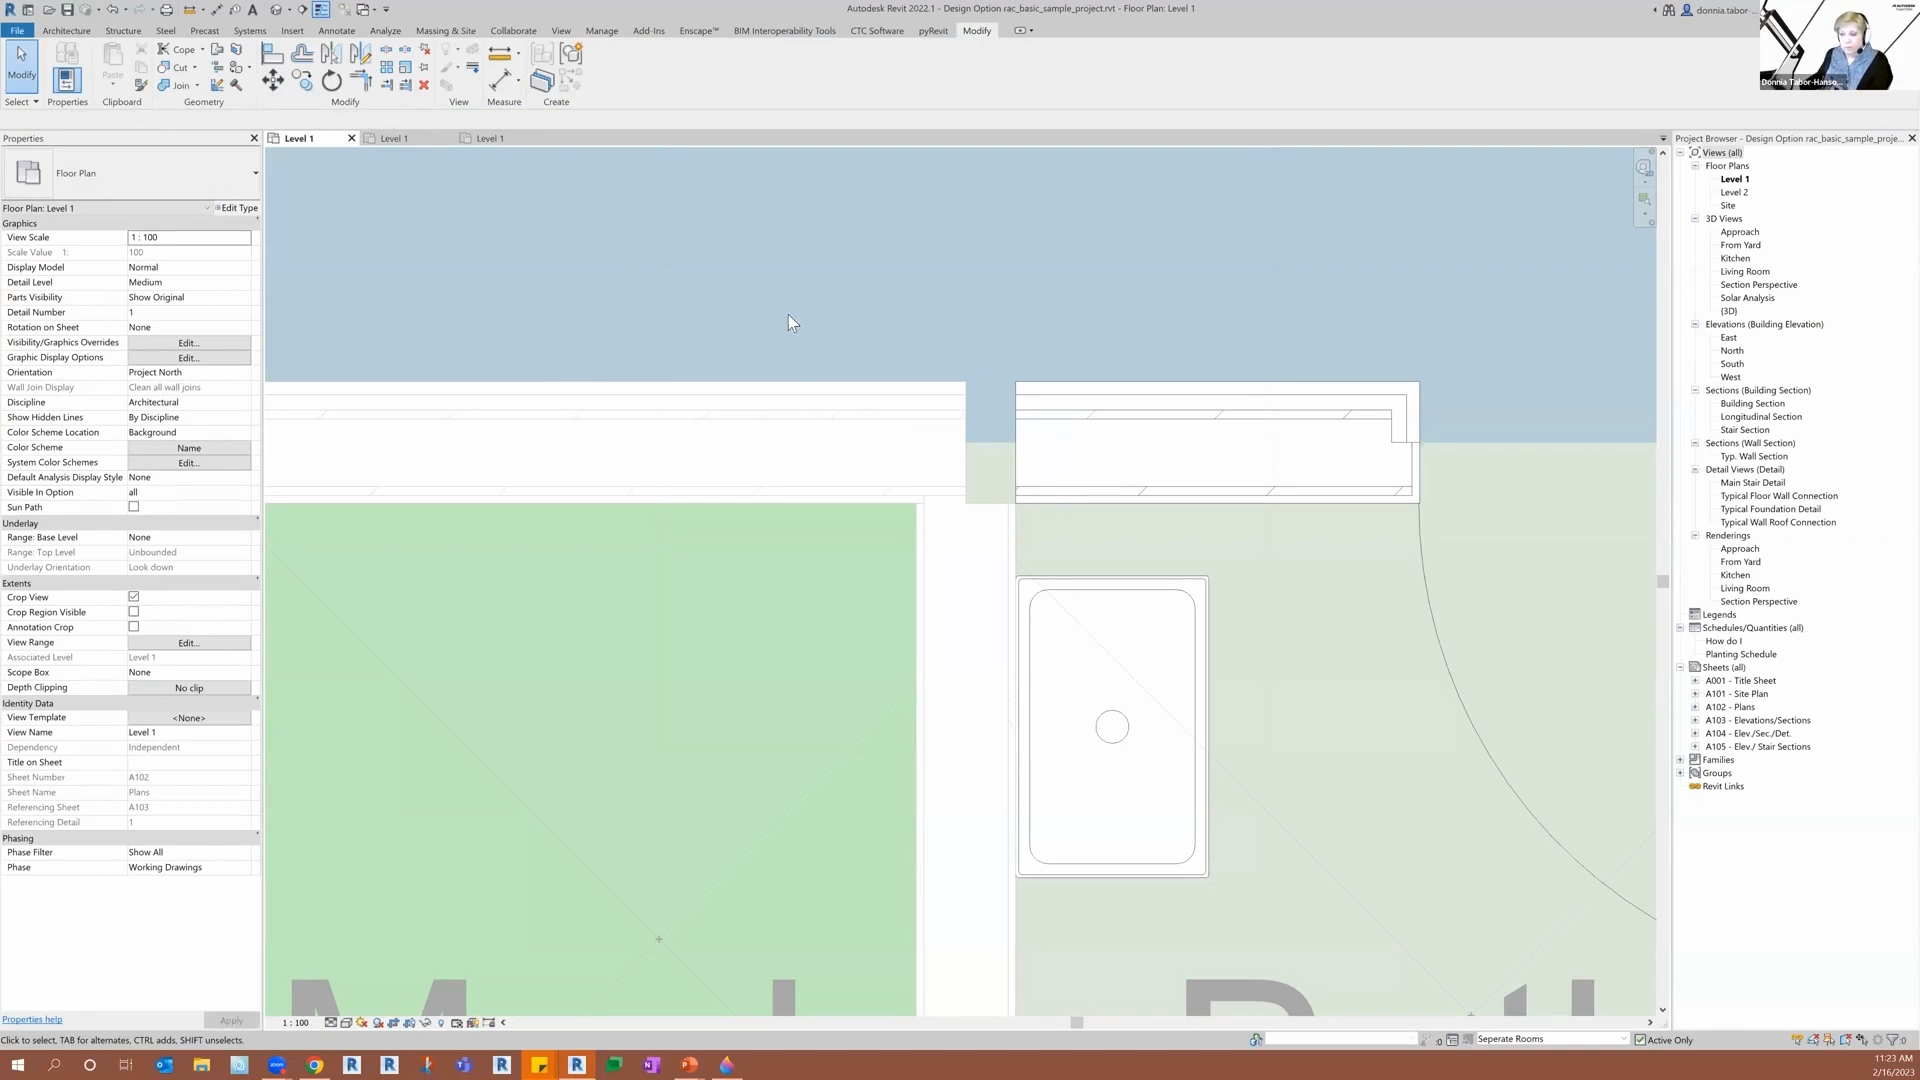 Autodesk Revit 2022.1 - Design Option rac_basic_sample_project.rvt - Floor Plan: Level 1
donnia.tabor-...
File Architecture Structure Steel Precast Systems Insert Annotate Analyze Massing & Site Collaborate View Manage Add-Ins Enscape™ BIM Interoperability Tools CTC Software pyRevit Modify
Donnia Tabor-Hanso...
Modify Paste Cope Cut Join
Select Properties Clipboard Geometry Modify View Measure Create
Properties
Level 1 Level 1 Level 1
Floor Plan
Floor Plan: Level 1 Edit Type
Graphics
View Scale 1 : 100
Scale Value 1: 100
Display Model Normal
Detail Level Medium
Parts Visibility Show Original
Detail Number 1
Rotation on Sheet None
Visibility/Graphics Overrides Edit...
Graphic Display Options Edit...
Orientation Project North
Wall Join Display Clean all wall joins
Discipline Architectural
Show Hidden Lines By Discipline
Color Scheme Location Background
Color Scheme Name
System Color Schemes Edit...
Default Analysis Display Style None
Visible In Option all
Sun Path
Underlay
Range: Base Level None
Range: Top Level Unbounded
Underlay Orientation Look down
Extents
Crop View
Crop Region Visible
Annotation Crop
View Range Edit...
Associated Level Level 1
Scope Box None
Depth Clipping No clip
Identity Data
View Template <None>
View Name Level 1
Dependency Independent
Title on Sheet
Sheet Number A102
Sheet Name Plans
Referencing Sheet A103
Referencing Detail 1
Phasing
Phase Filter Show All
Phase Working Drawings
Properties help Apply
1 : 100
Project Browser - Design Option rac_basic_sample_proje...
Views (all)
Floor Plans
Level 1
Level 2
Site
3D Views
Approach
From Yard
Kitchen
Living Room
Section Perspective
Solar Analysis
{3D}
Elevations (Building Elevation)
East
North
South
West
Sections (Building Section)
Building Section
Longitudinal Section
Stair Section
Sections (Wall Section)
Typ. Wall Section
Detail Views (Detail)
Main Stair Detail
Typical Floor Wall Connection
Typical Foundation Detail
Typical Wall Roof Connection
Renderings
Approach
From Yard
Kitchen
Living Room
Section Perspective
Legends
Schedules/Quantities (all)
How do I
Planting Schedule
Sheets (all)
A001 - Title Sheet
A101 - Site Plan
A102 - Plans
A103 - Elevations/Sections
A104 - Elev./Sec./Det.
A105 - Elev./ Stair Sections
Families
Groups
Revit Links
Click to select, TAB for alternates, CTRL adds, SHIFT unselects. :0 Seperate Rooms Active Only :0
11:23 AM
2/16/2023